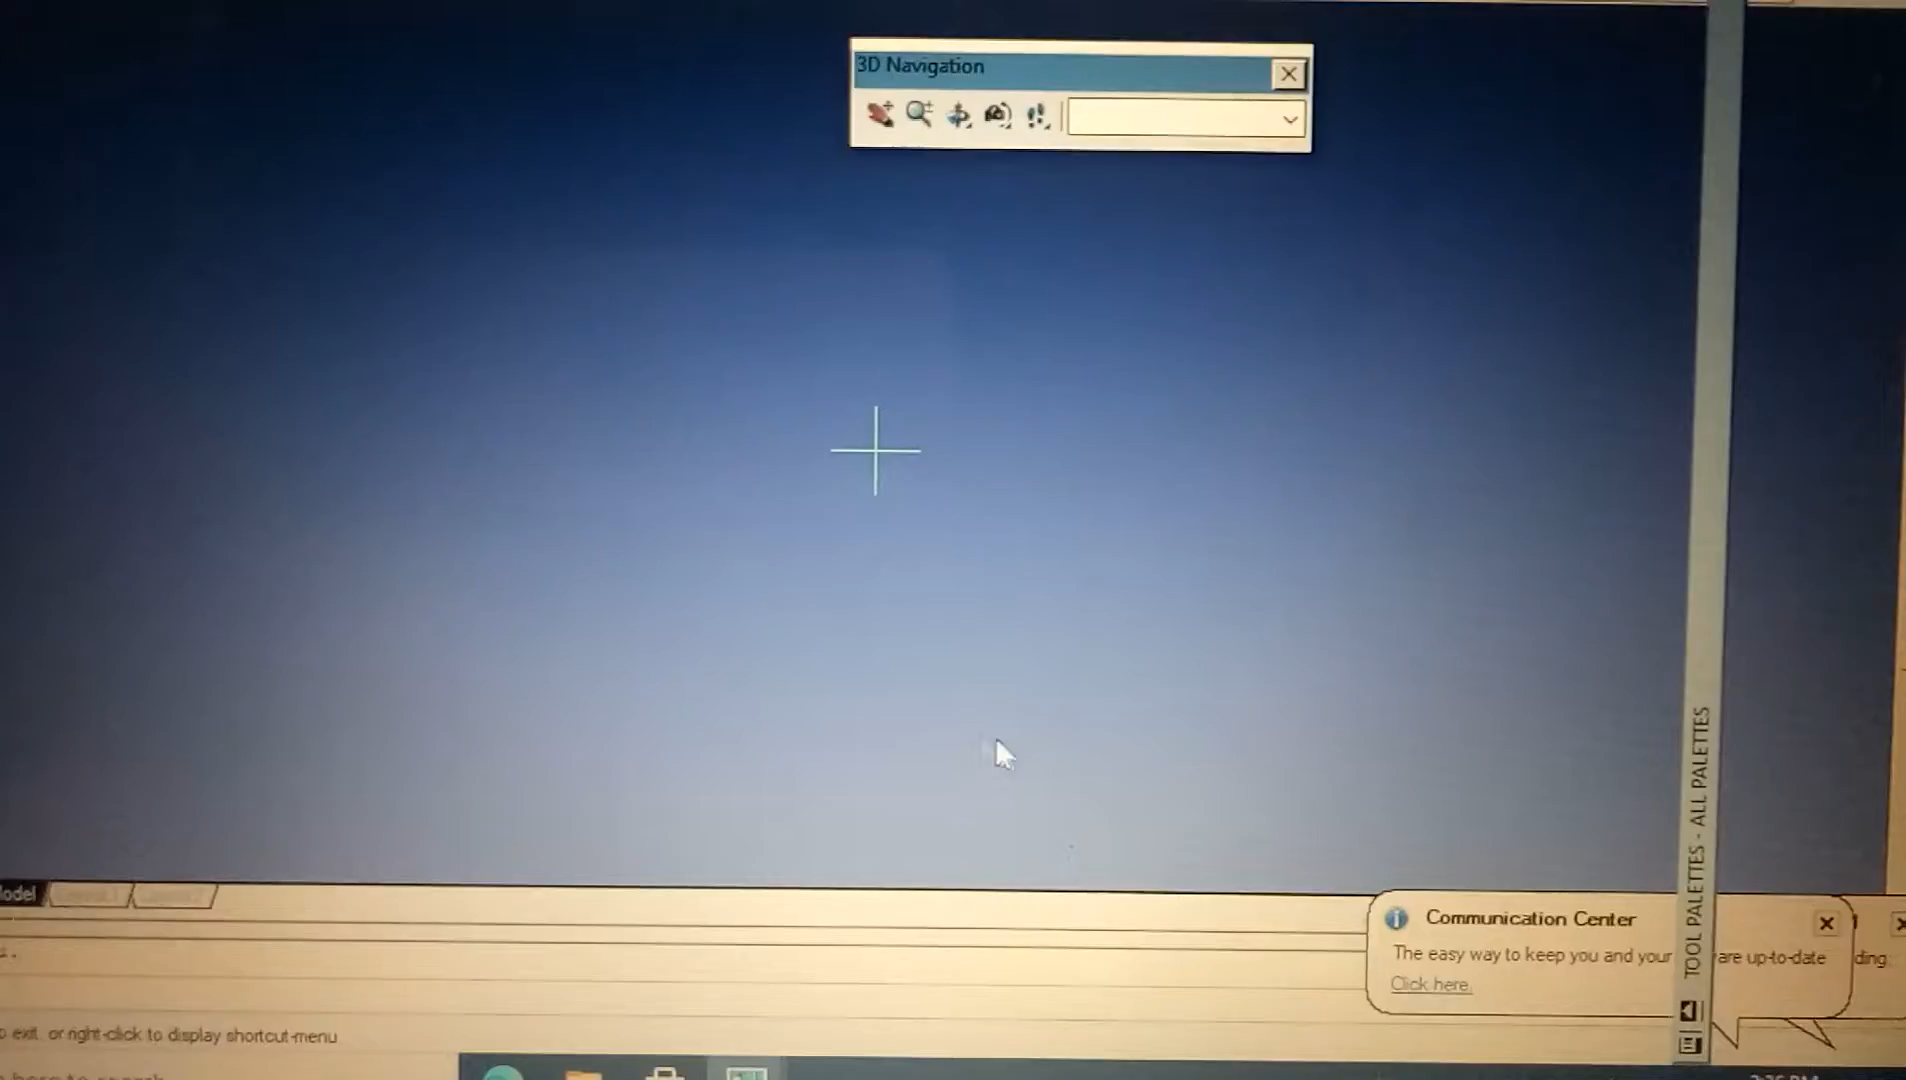 3D Navigation
odel
Communication Center
The easy way to keep you and your are up-to-date
ding.
Click here.
TOOL PALETTES - ALL PALETTES
exit, or right-click to display shortcut-menu